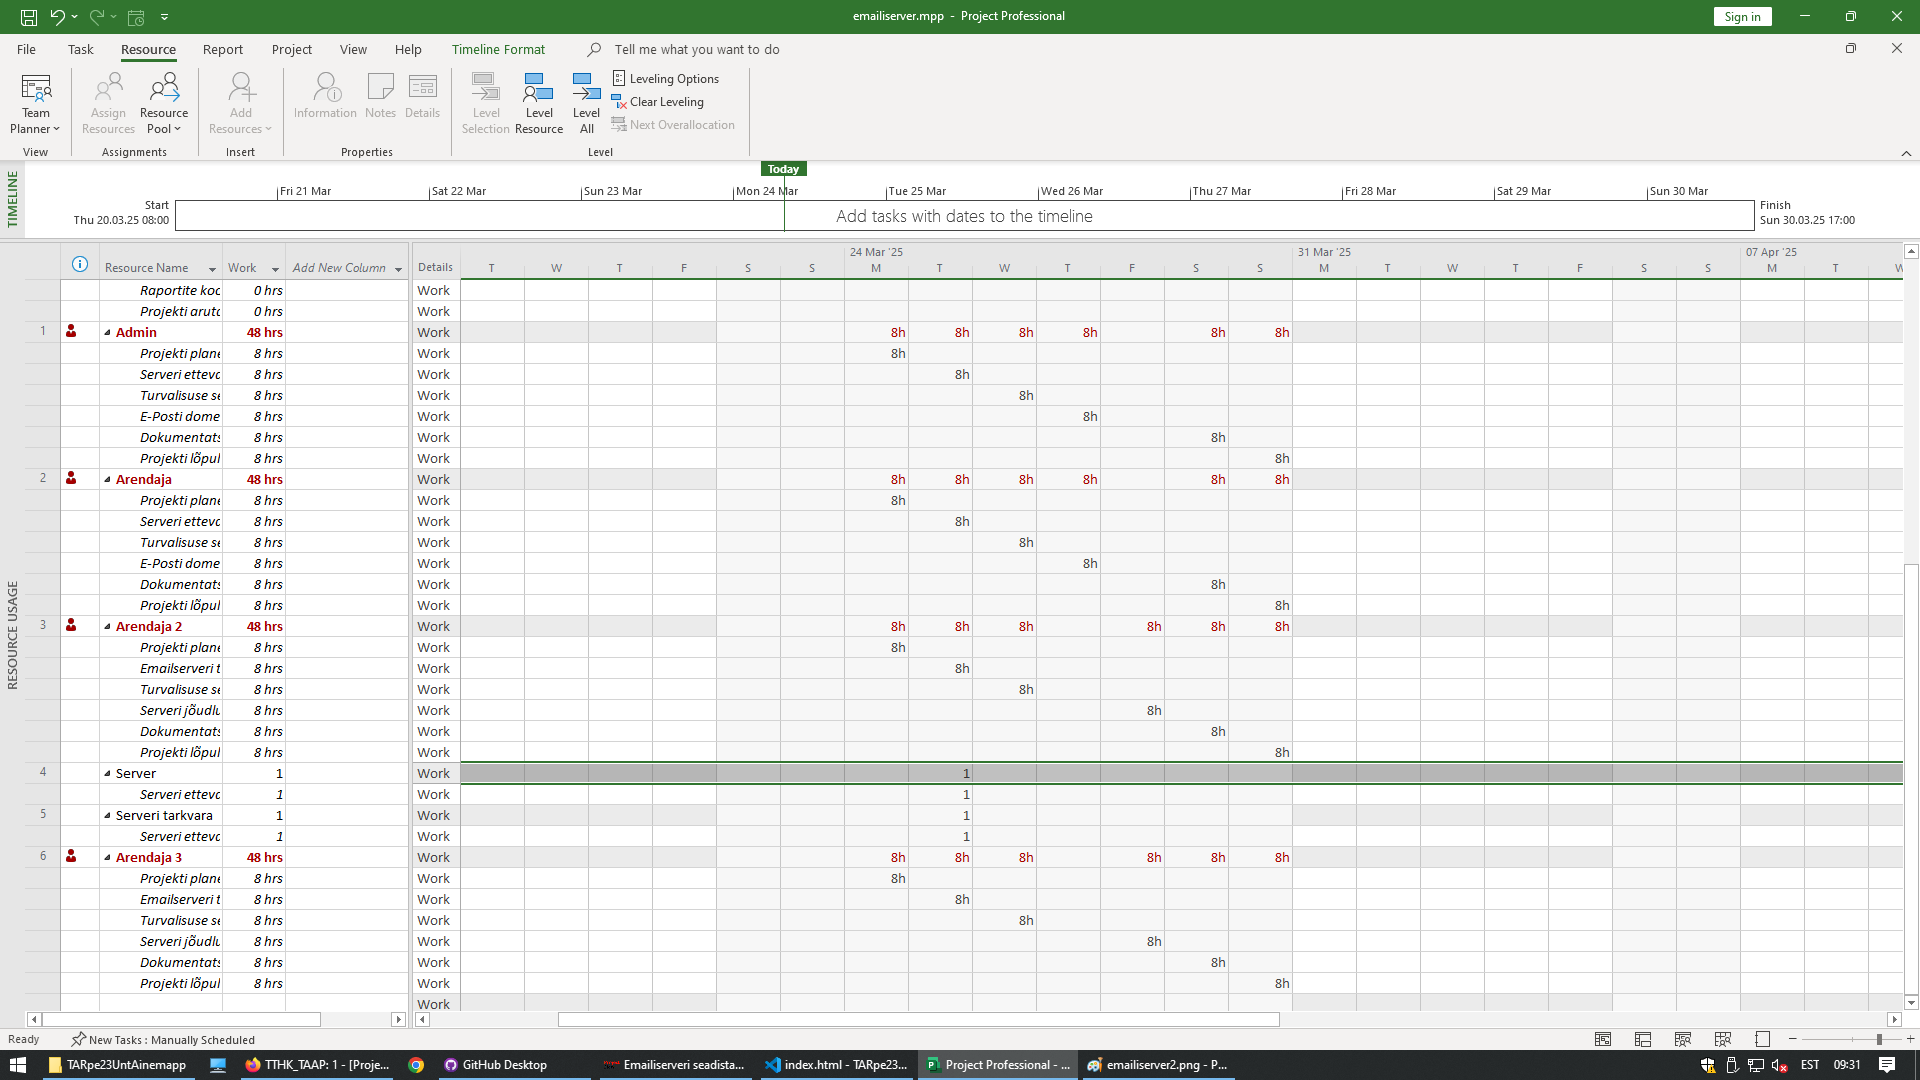 emailiserver.mpp - Project Professional
Sign in
File Task Resource Report Project View Help Timeline Format Tell me what you want to do
Team Planner
Assign Resources
Resource Pool
Add Resources
Information
Notes
Details
Level Selection
Level Resource
Level All
Leveling Options
Clear Leveling
Next Overallocation
View Assignments Insert Properties Level
TIMELINE
Today
Fri 21 Mar Sat 22 Mar Sun 23 Mar Mon 24 Mar Tue 25 Mar Wed 26 Mar Thu 27 Mar Fri 28 Mar Sat 29 Mar Sun 30 Mar
Start
Thu 20.03.25 08:00
Add tasks with dates to the timeline
Finish
Sun 30.03.25 17:00
RESOURCE USAGE
24 Mar '25 31 Mar '25 07 Apr '25
Resource Name Work Add New Column Details T W T F S S M T W T F S S M T W T F S S M T W
Raportite koc 0 hrs Work
Projekti aruta 0 hrs Work
1 Admin 48 hrs Work 8h 8h 8h 8h 8h 8h
Projekti plane 8 hrs Work 8h
Serveri ettevc 8 hrs Work 8h
Turvalisuse se 8 hrs Work 8h
E-Posti dome 8 hrs Work 8h
Dokumentats 8 hrs Work 8h
Projekti lõpul 8 hrs Work 8h
2 Arendaja 48 hrs Work 8h 8h 8h 8h 8h 8h
Projekti plane 8 hrs Work 8h
Serveri ettevc 8 hrs Work 8h
Turvalisuse se 8 hrs Work 8h
E-Posti dome 8 hrs Work 8h
Dokumentats 8 hrs Work 8h
Projekti lõpul 8 hrs Work 8h
3 Arendaja 2 48 hrs Work 8h 8h 8h 8h 8h 8h
Projekti plane 8 hrs Work 8h
Emailserveri t 8 hrs Work 8h
Turvalisuse se 8 hrs Work 8h
Serveri jõudlu 8 hrs Work 8h
Dokumentats 8 hrs Work 8h
Projekti lõpul 8 hrs Work 8h
4 Server 1 Work 1
Serveri ettevc 1 Work 1
5 Serveri tarkvara 1 Work 1
Serveri ettevc 1 Work 1
6 Arendaja 3 48 hrs Work 8h 8h 8h 8h 8h 8h
Projekti plane 8 hrs Work 8h
Emailserveri t 8 hrs Work 8h
Turvalisuse se 8 hrs Work 8h
Serveri jõudlu 8 hrs Work 8h
Dokumentats 8 hrs Work 8h
Projekti lõpul 8 hrs Work 8h
Work
Ready New Tasks : Manually Scheduled
TARpe23UntAinemapp TTHK_TAAP: 1 - [Proje... GitHub Desktop Emailiserveri seadista... index.html - TARpe23... Project Professional - ... emailiserver2.png - P... EST 09:31